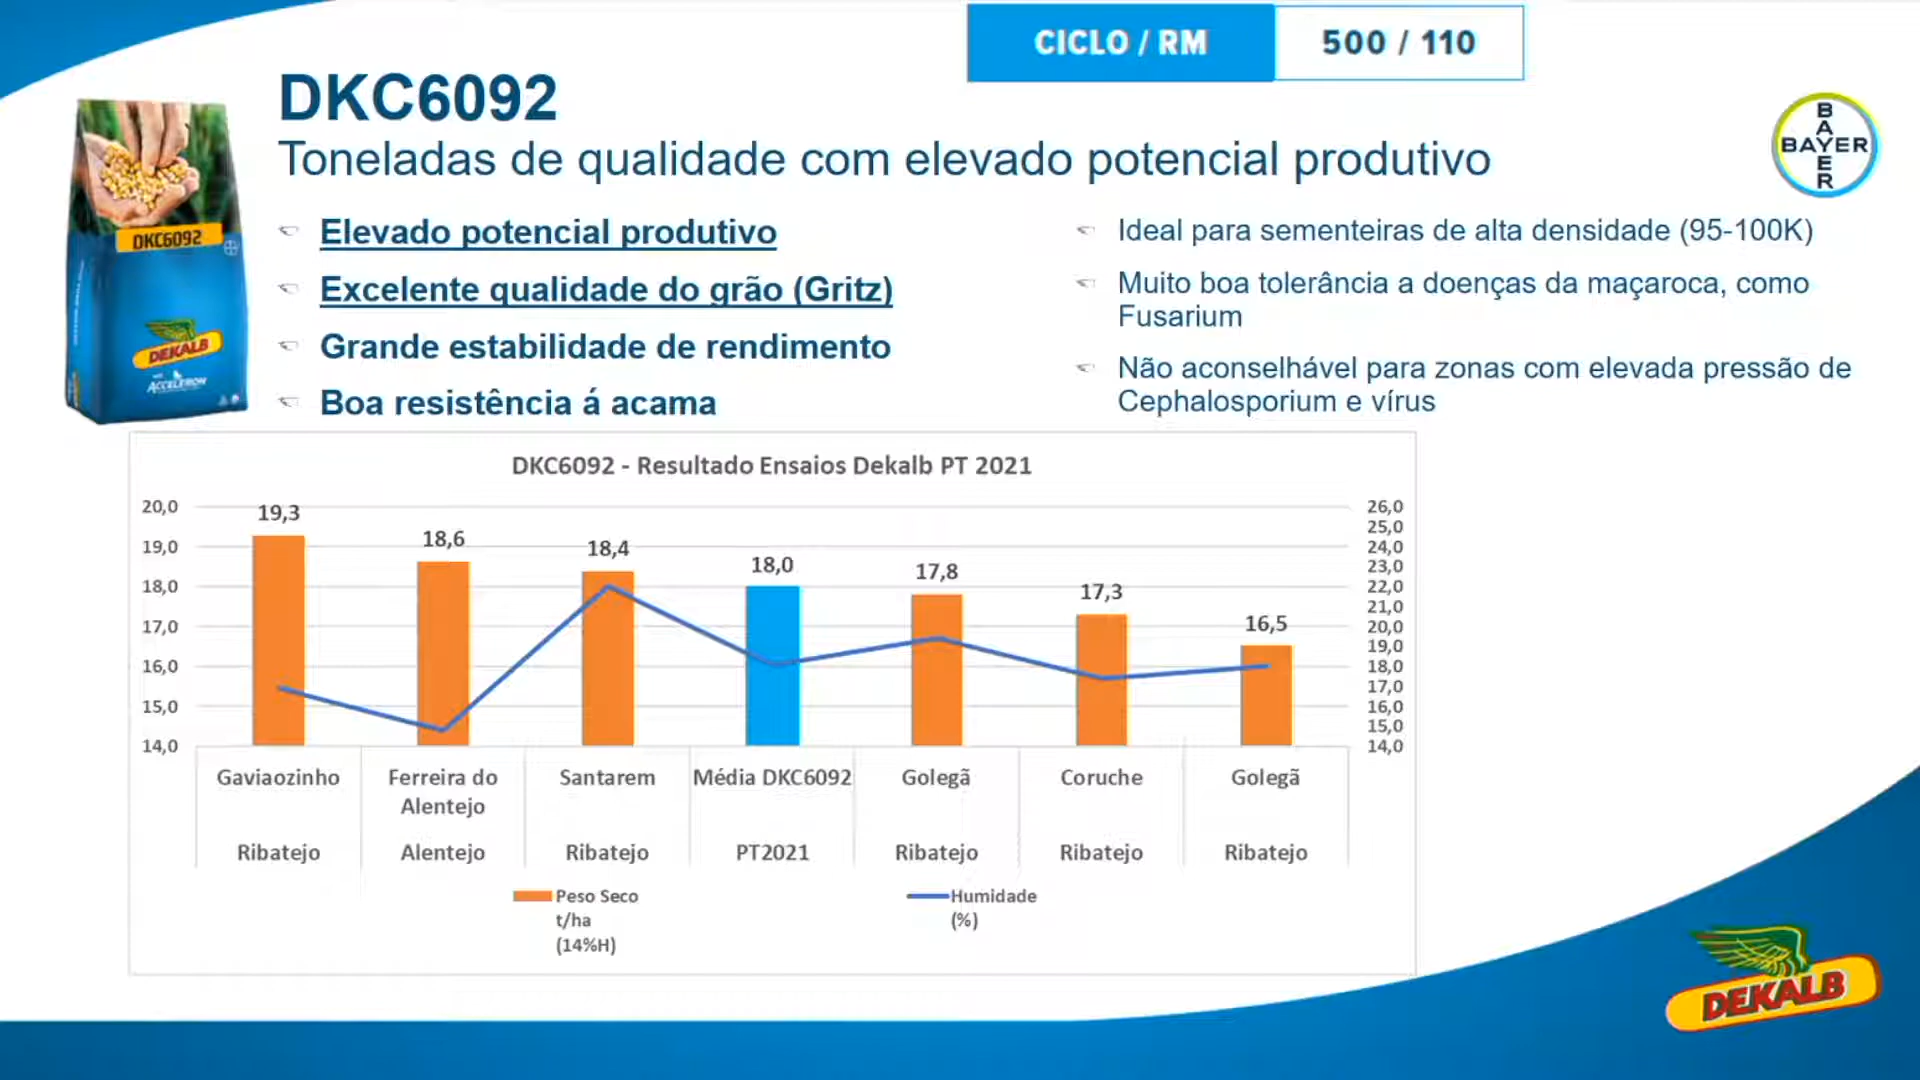 CICLO / RM
500 / 110
DKC6092
Toneladas de qualidade com elevado potencial produtivo
BAYER
BAYER
DKC6092
DEKALB
ACCELERON
Elevado potencial produtivo
Excelente qualidade do grão (Gritz)
Grande estabilidade de rendimento
Boa resistência á acama
Ideal para sementeiras de alta densidade (95-100K)
Muito boa tolerância a doenças da maçaroca, como
Fusarium
Não aconselhável para zonas com elevada pressão de
Cephalosporium e vírus
DKC6092 - Resultado Ensaios Dekalb PT 2021
20,0
19,0
18,0
17,0
16,0
15,0
14,0
19,3
18,6
18,4
18,0
17,8
17,3
16,5
26,0
25,0
24,0
23,0
22,0
21,0
20,0
19,0
18,0
17,0
16,0
15,0
14,0
Gaviaozinho
Ferreira do
Alentejo
Santarem
Média DKC6092
Golegã
Coruche
Golegã
Ribatejo
Alentejo
Ribatejo
PT2021
Ribatejo
Ribatejo
Ribatejo
Peso Seco
t/ha
(14%H)
Humidade
(%)
DEKALB